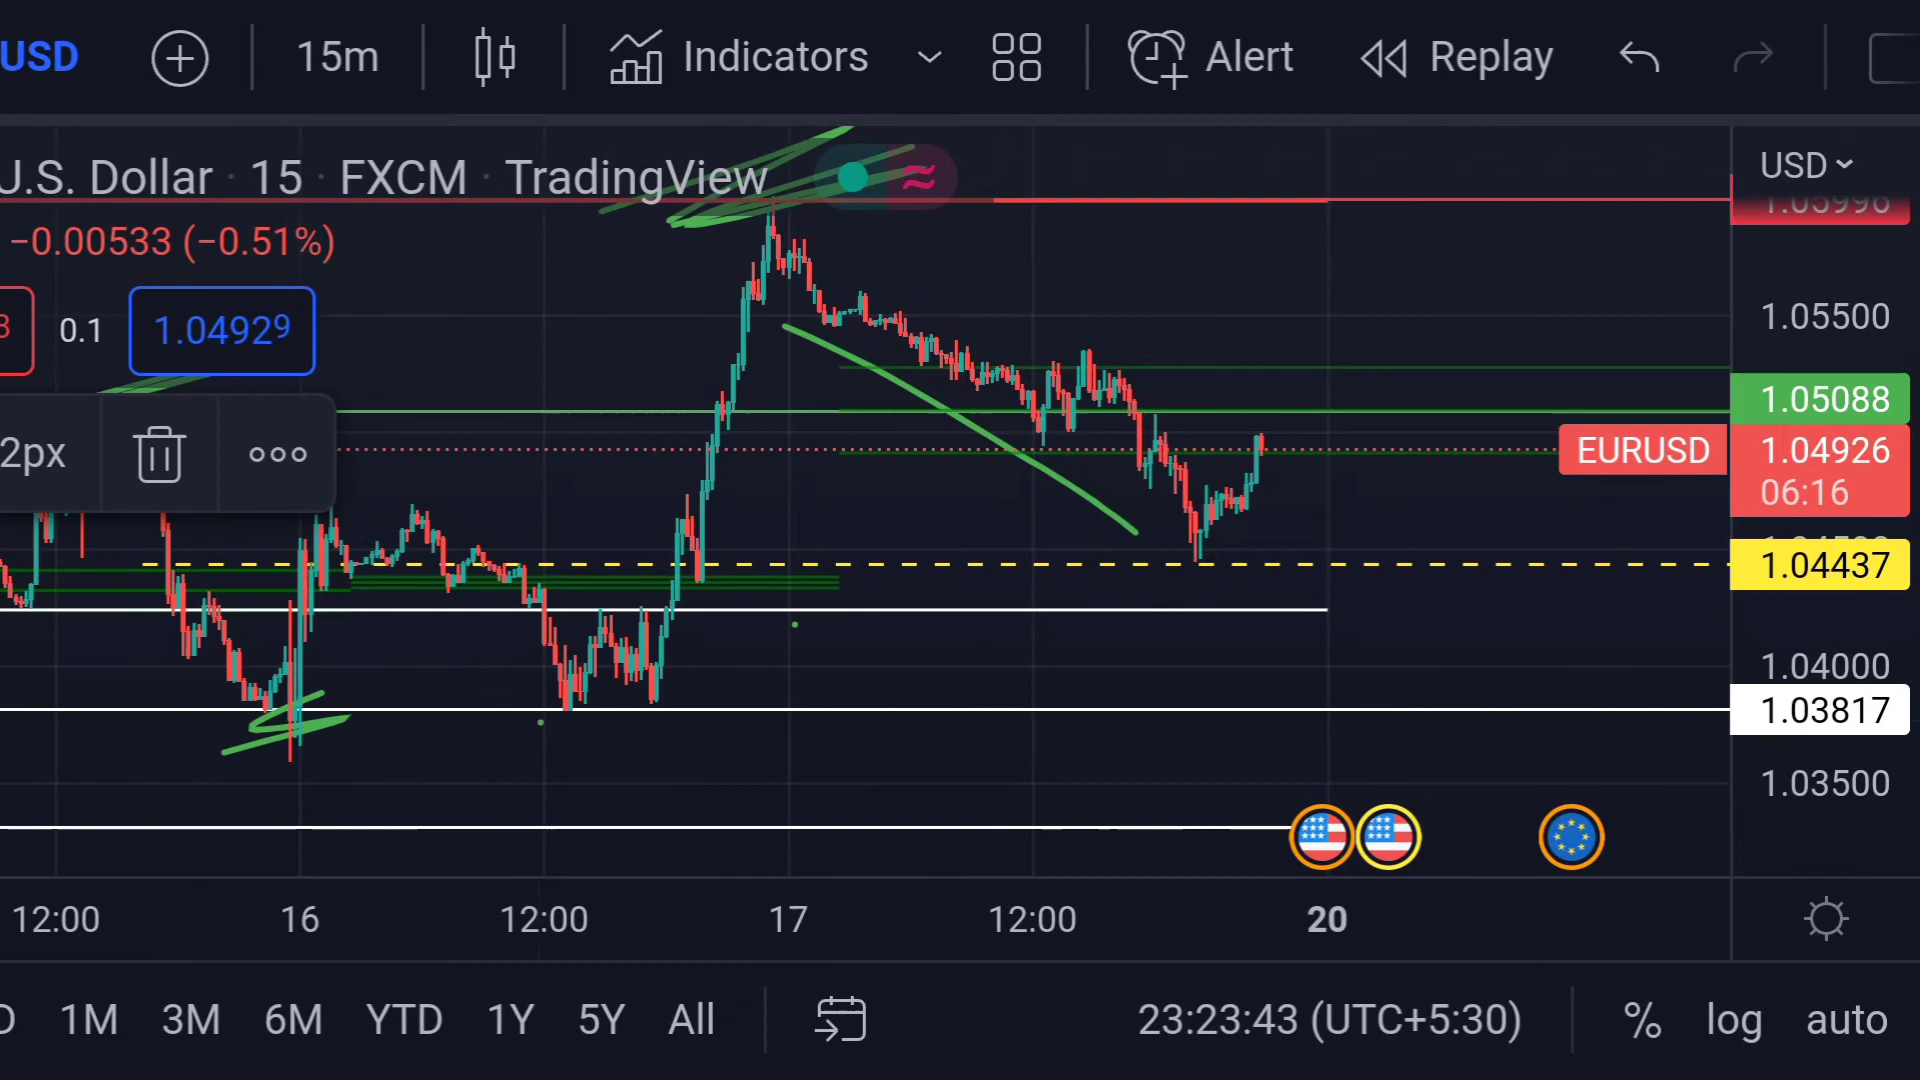 USD 15m Indicators Alert Replay
U.S. Dollar · 15 · FXCM · TradingView
USD
1.05996
−0.00533 (−0.51%)
0.1 1.04929
1.05500
1.05088
2px
EURUSD 1.04926
06:16
1.04437
1.04000
1.03817
1.03500
12:00 16 12:00 17 12:00 20
1M 3M 6M YTD 1Y 5Y All 23:23:43 (UTC+5:30) % log auto